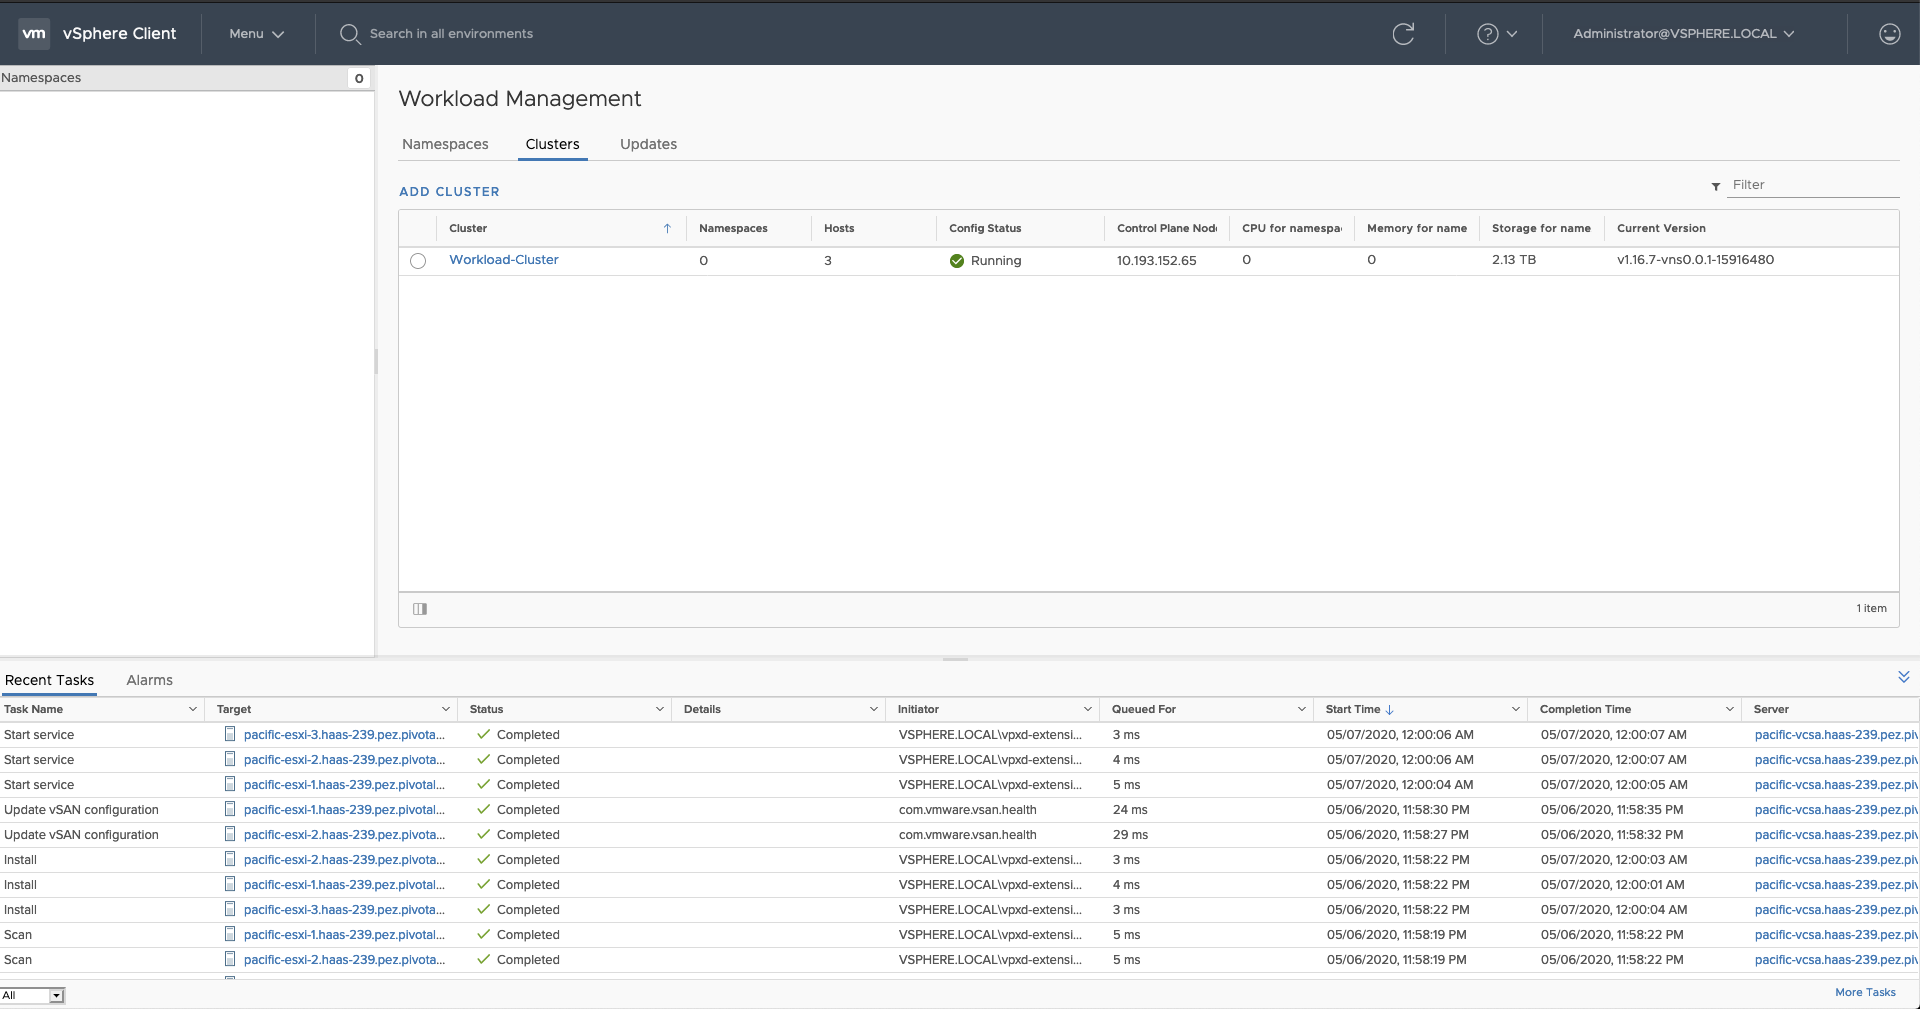 vm vSphere Client Menu Search in all environments Administrator@VSPHERE.LOCAL
Namespaces 0
Workload Management
Namespaces Clusters Updates
ADD CLUSTER Filter
Cluster Namespaces Hosts Config Status Control Plane Node CPU for namespa Memory for name Storage for name Current Version
Workload-Cluster 0 3 Running 10.193.152.65 0 0 2.13 TB v1.16.7-vns0.0.1-15916480
1 item
Recent Tasks Alarms
Task Name Target Status Details Initiator Queued For Start Time Completion Time Server
Start service pacific-esxi-3.haas-239.pez.pivota... Completed VSPHERE.LOCAL\vpxd-extensi... 3 ms 05/07/2020, 12:00:06 AM 05/07/2020, 12:00:07 AM pacific-vcsa.haas-239.pez.piv
Start service pacific-esxi-2.haas-239.pez.pivota... Completed VSPHERE.LOCAL\vpxd-extensi... 4 ms 05/07/2020, 12:00:06 AM 05/07/2020, 12:00:07 AM pacific-vcsa.haas-239.pez.piv
Start service pacific-esxi-1.haas-239.pez.pivotal... Completed VSPHERE.LOCAL\vpxd-extensi... 5 ms 05/07/2020, 12:00:04 AM 05/07/2020, 12:00:05 AM pacific-vcsa.haas-239.pez.piv
Update vSAN configuration pacific-esxi-1.haas-239.pez.pivotal... Completed com.vmware.vsan.health 24 ms 05/06/2020, 11:58:30 PM 05/06/2020, 11:58:35 PM pacific-vcsa.haas-239.pez.piv
Update vSAN configuration pacific-esxi-2.haas-239.pez.pivota... Completed com.vmware.vsan.health 29 ms 05/06/2020, 11:58:27 PM 05/06/2020, 11:58:32 PM pacific-vcsa.haas-239.pez.piv
Install pacific-esxi-2.haas-239.pez.pivota... Completed VSPHERE.LOCAL\vpxd-extensi... 3 ms 05/06/2020, 11:58:22 PM 05/07/2020, 12:00:03 AM pacific-vcsa.haas-239.pez.piv
Install pacific-esxi-1.haas-239.pez.pivotal... Completed VSPHERE.LOCAL\vpxd-extensi... 4 ms 05/06/2020, 11:58:22 PM 05/07/2020, 12:00:01 AM pacific-vcsa.haas-239.pez.piv
Install pacific-esxi-3.haas-239.pez.pivota... Completed VSPHERE.LOCAL\vpxd-extensi... 3 ms 05/06/2020, 11:58:22 PM 05/07/2020, 12:00:04 AM pacific-vcsa.haas-239.pez.piv
Scan pacific-esxi-1.haas-239.pez.pivotal... Completed VSPHERE.LOCAL\vpxd-extensi... 5 ms 05/06/2020, 11:58:19 PM 05/06/2020, 11:58:22 PM pacific-vcsa.haas-239.pez.piv
Scan pacific-esxi-2.haas-239.pez.pivota... Completed VSPHERE.LOCAL\vpxd-extensi... 5 ms 05/06/2020, 11:58:19 PM 05/06/2020, 11:58:22 PM pacific-vcsa.haas-239.pez.piv
All More Tasks